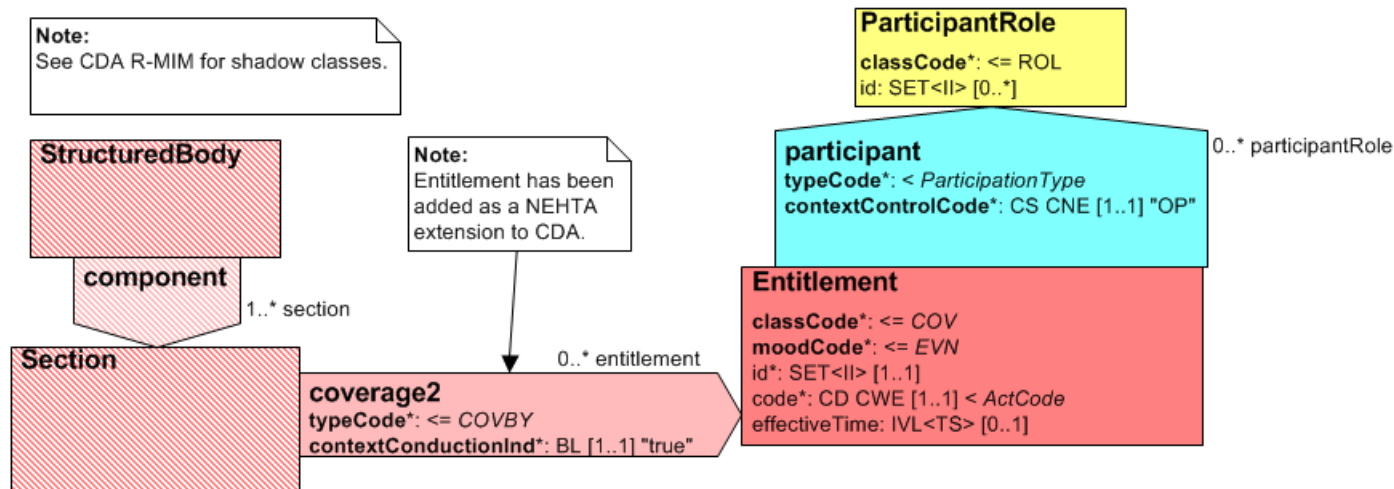 Note:
See CDA R-MIM for shadow classes.
StructuredBody
component
1..* section
Section
Note:
Entitlement has been
added as a NEHTA
extension to CDA.
0..* entitlement
coverage2
typeCode*: <= COVBY
contextConductionInd*: BL [1..1] "true"
ParticipantRole
classCode*: <= ROL
id: SET<II> [0..*]
0..* participantRole
participant
typeCode*: < ParticipationType
contextControlCode*: CS CNE [1..1] "OP"
Entitlement
classCode*: <= COV
moodCode*: <= EVN
id*: SET<II> [1..1]
code*: CD CWE [1..1] < ActCode
effectiveTime: IVL<TS> [0..1]